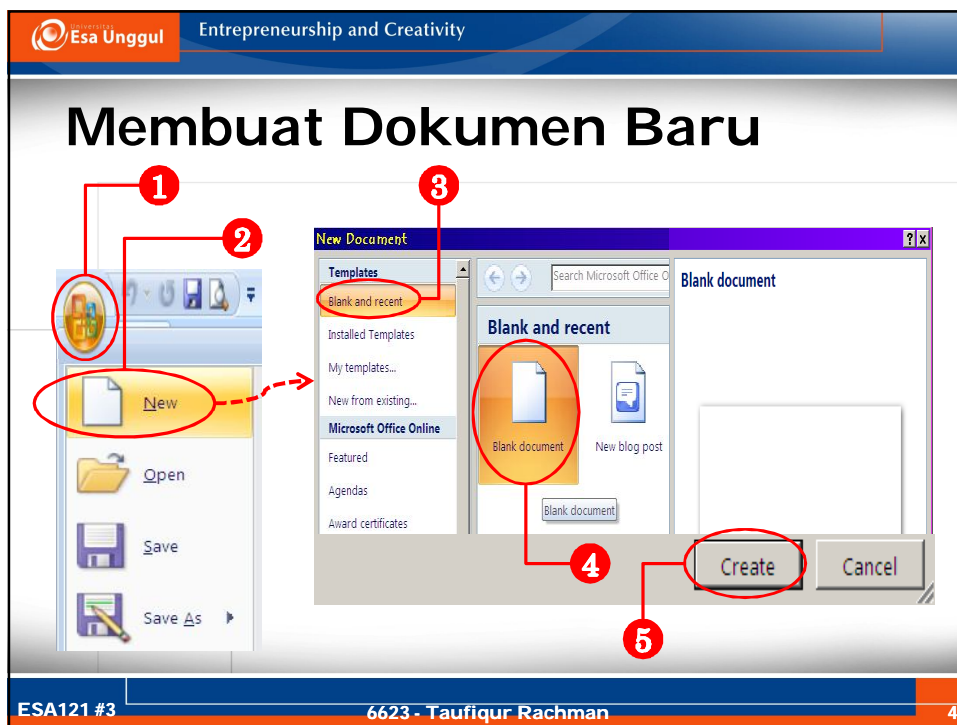 Universitas
Esa Unggul
Entrepreneurship and Creativity
Membuat Dokumen Baru
1
2
3
New
Open
Save
Save As
New Document
Templates
Blank and recent
Installed Templates
My templates...
New from existing...
Microsoft Office Online
Featured
Agendas
Award certificates
Search Microsoft Office O
Blank and recent
Blank document
New blog post
Blank document
Blank document
4
Create
Cancel
5
ESA121 #3
6623 - Taufiqur Rachman
4